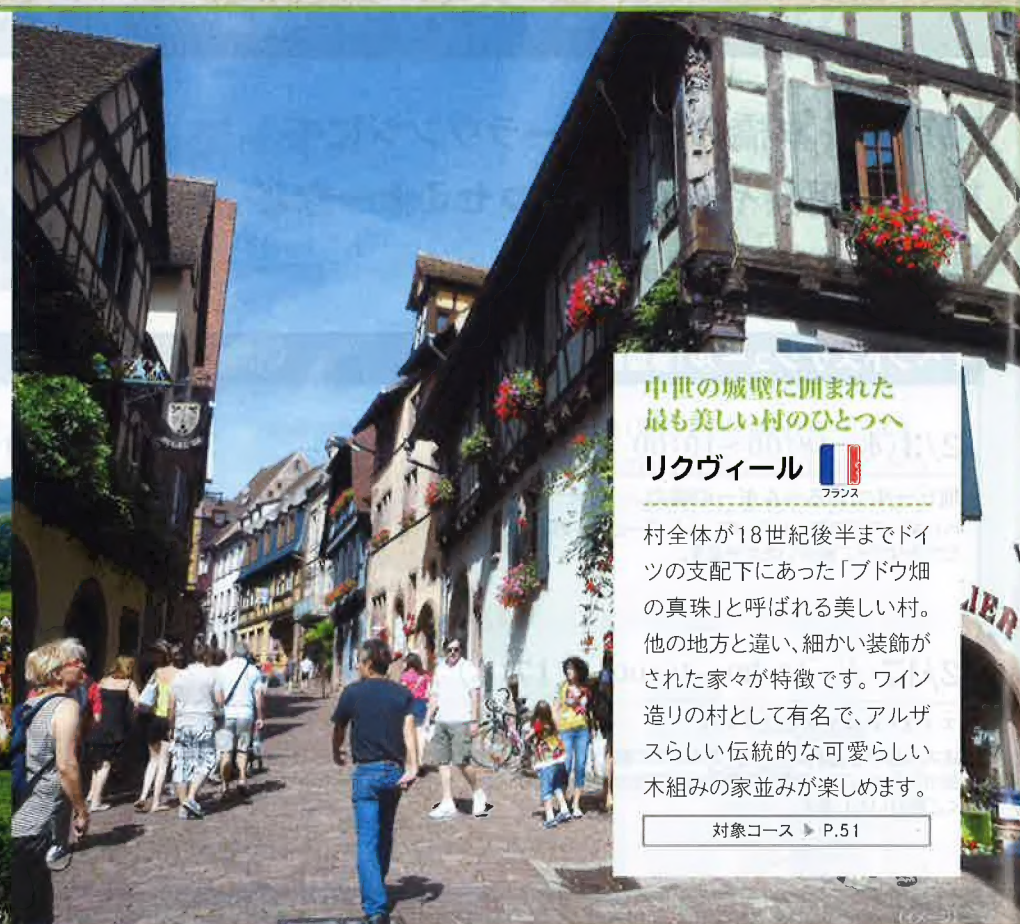 中世の城壁に囲まれた
最も美しい村のひとつへ
リクヴィール
フランス
村全体が18世紀後半までドイ
ツの支配下にあった「ブドウ畑
の真珠」と呼ばれる美しい村。
他の地方と違い、細かい装飾が
された家々が特徴です。ワイン
造りの村として有名で、アルザ
スらしい伝統的な可愛らしい
木組みの家並みが楽しめます。
対象コース ▶ P.51
LIER
イメージ